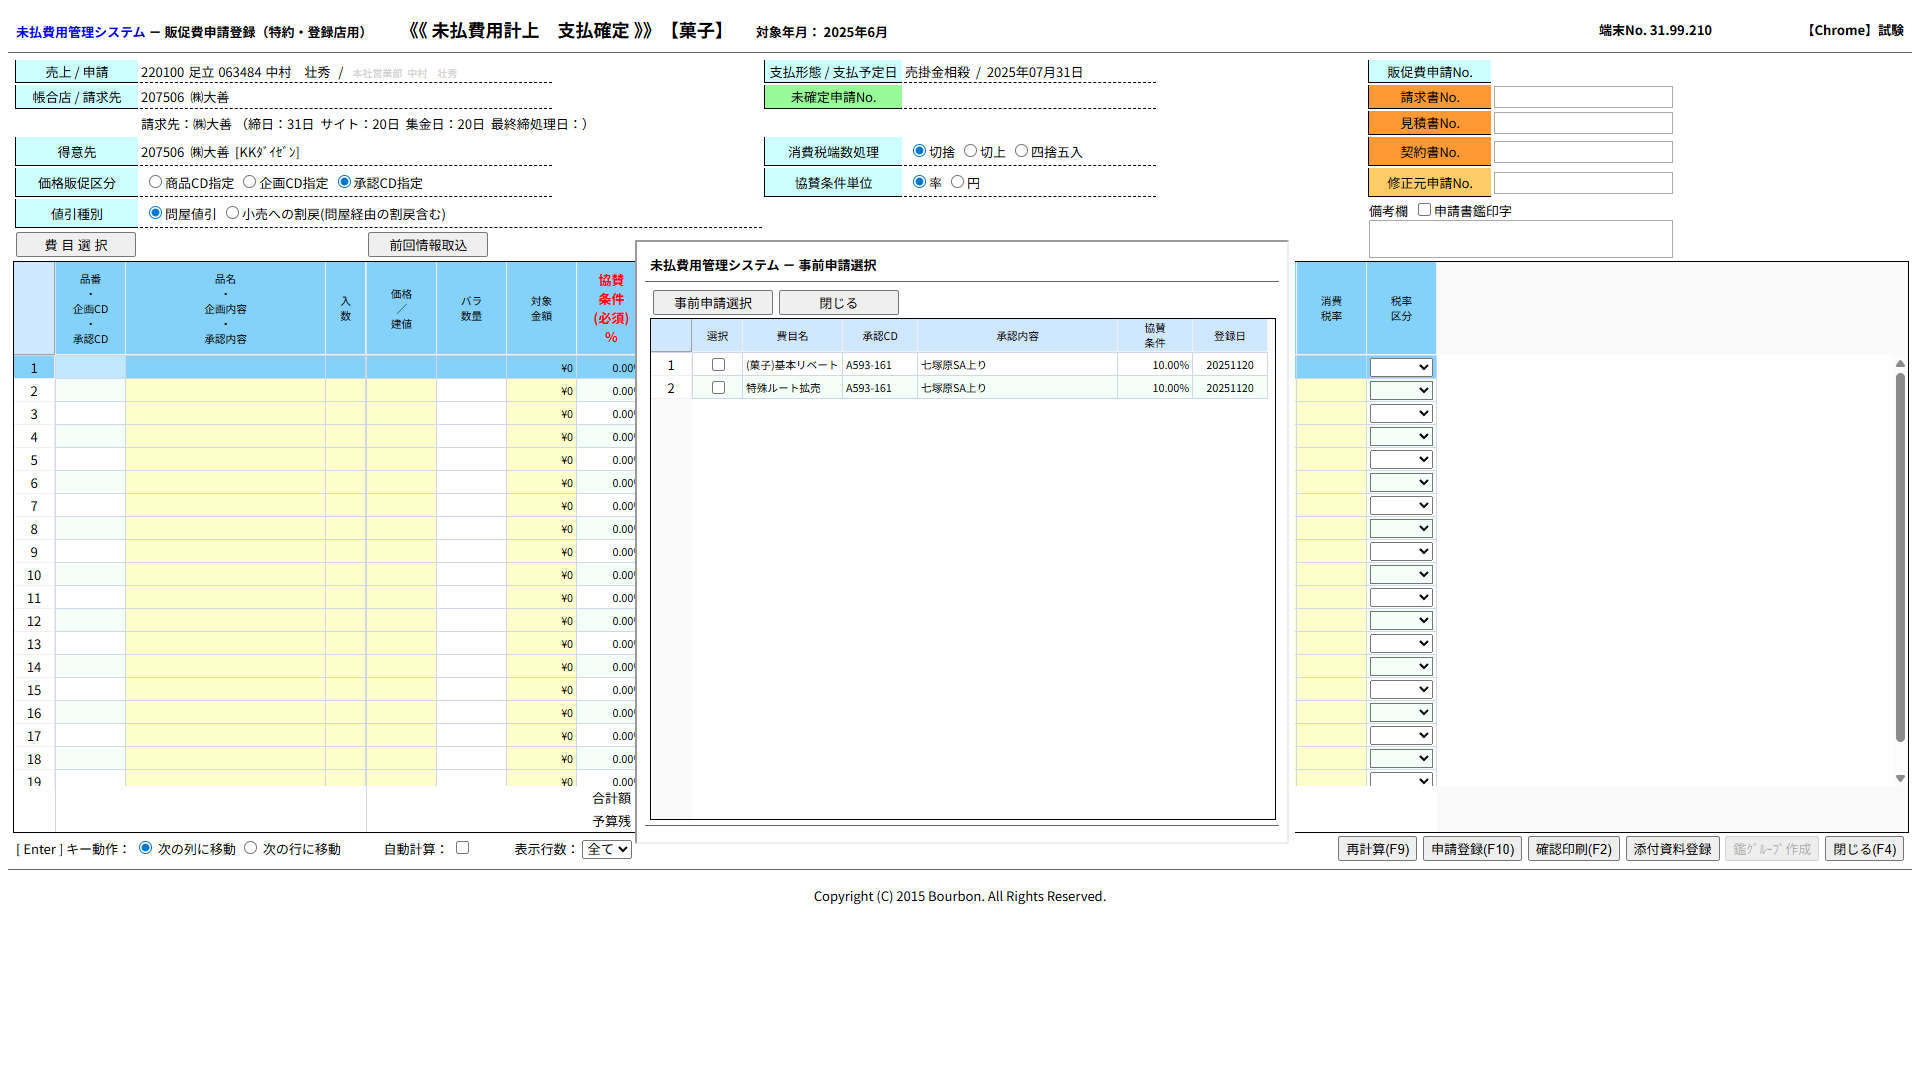 未払費用管理システム － 販促費申請登録（特約・登録店用） 《《 未払費用計上　支払確定 》》 【菓子】 対象年月： 2025年6月 端末No. 31.99.210 【Chrome】試験
売上 / 申請 220100 足立 063484 中村　壮秀 / 本社営業部 中村　壮秀 支払形態 / 支払予定日 売掛金相殺 / 2025年07月31日 販促費申請No.
帳合店 / 請求先 207506 ㈱大善 未確定申請No. 請求書No.
請求先：㈱大善 （締日：31日 サイト：20日 集金日：20日 最終締処理日：） 見積書No.
得意先 207506 ㈱大善 [KKﾀﾞｲｾﾞﾝ] 消費税端数処理 切捨 切上 四捨五入 契約書No.
価格販促区分 商品CD指定 企画CD指定 承認CD指定 協賛条件単位 率 円 修正元申請No.
値引種別 問屋値引 小売への割戻(問屋経由の割戻含む) 備考欄 申請書鑑印字
費 目 選 択 前回情報取込
品番
・
企画CD
・
承認CD
品名
・
企画内容
・
承認内容
入
数
価格
／
建値
バラ
数量
対象
金額
協賛
条件
(必須)
%
消費
税率
税率
区分
1 ¥0 0.00%
2 ¥0 0.00%
3 ¥0 0.00%
4 ¥0 0.00%
5 ¥0 0.00%
6 ¥0 0.00%
7 ¥0 0.00%
8 ¥0 0.00%
9 ¥0 0.00%
10 ¥0 0.00%
11 ¥0 0.00%
12 ¥0 0.00%
13 ¥0 0.00%
14 ¥0 0.00%
15 ¥0 0.00%
16 ¥0 0.00%
17 ¥0 0.00%
18 ¥0 0.00%
19 ¥0 0.00%
合計額
予算残
未払費用管理システム － 事前申請選択
事前申請選択 閉じる
選択 費目名 承認CD 承認内容 協賛
条件 登録日
1 (菓子)基本リベート A593-161 七塚原SA上り 10.00% 20251120
2 特殊ルート拡売 A593-161 七塚原SA上り 10.00% 20251120
[ Enter ] キー動作： 次の列に移動 次の行に移動 自動計算： 表示行数： 全て 再計算(F9) 申請登録(F10) 確認印刷(F2) 添付資料登録 鑑ｸﾞﾙｰﾌﾟ作成 閉じる(F4)
Copyright (C) 2015 Bourbon. All Rights Reserved.